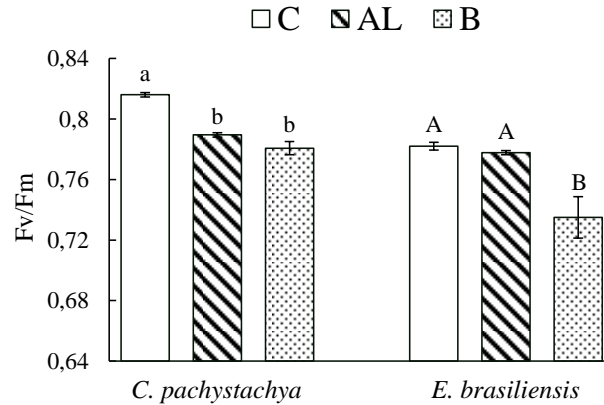 C AL B
0,84
0,8
0,76
0,72
0,68
0,64
Fv/Fm
a
b
b
A
A
B
C. pachystachya
E. brasiliensis